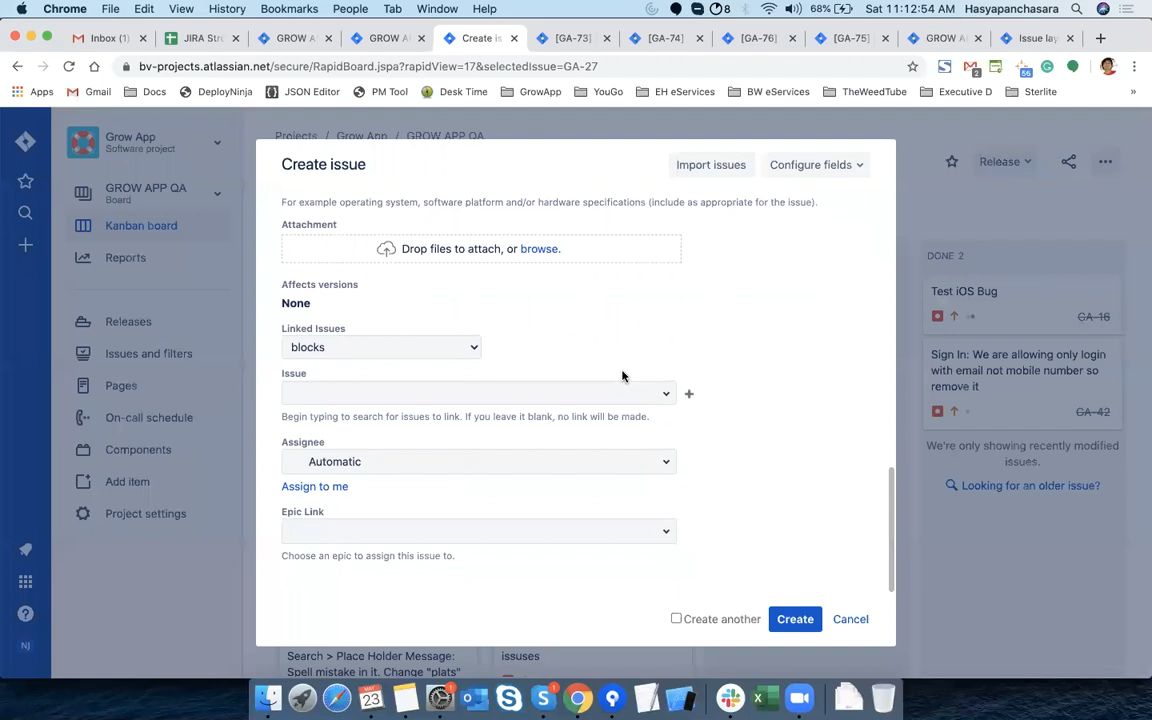 Chrome File Edit View History Bookmarks People Tab Window Help 8 68% Sat 11:12:54 AM Hasyapanchasara
Inbox (1) JIRA Str GROW A GROW A Create is [GA-73] [GA-74] [GA-76] [GA-75] GROW A Issue lay
bv-projects.atlassian.net/secure/RapidBoard.jspa?rapidView=17&selectedIssue=GA-27 2 56
Apps Gmail Docs DeployNinja JSON Editor PM Tool Desk Time GrowApp YouGo EH eServices BW eServices TheWeedTube Executive D Sterlite »
Grow App
Software project
GROW APP QA
Board
Kanban board
Reports
Releases
Issues and filters
Pages
On-call schedule
Components
Add item
Project settings
NJ
Projects / Grow App / GROW APP QA
Release
Create issue Import issues Configure fields
For example operating system, software platform and/or hardware specifications (include as appropriate for the issue).
Attachment
Drop files to attach, or browse.
Affects versions
None
Linked Issues
blocks
Issue
Begin typing to search for issues to link. If you leave it blank, no link will be made.
Assignee
Automatic
Assign to me
Epic Link
Choose an epic to assign this issue to.
Create another Create Cancel
DONE 2
Test iOS Bug
GA-16
Sign In: We are allowing only login
with email not mobile number so
remove it
GA-42
We're only showing recently modified
issues.
Looking for an older issue?
Search > Place Holder Message:
Spell mistake in it. Change "plats"
issuses
MAY
23
1
1